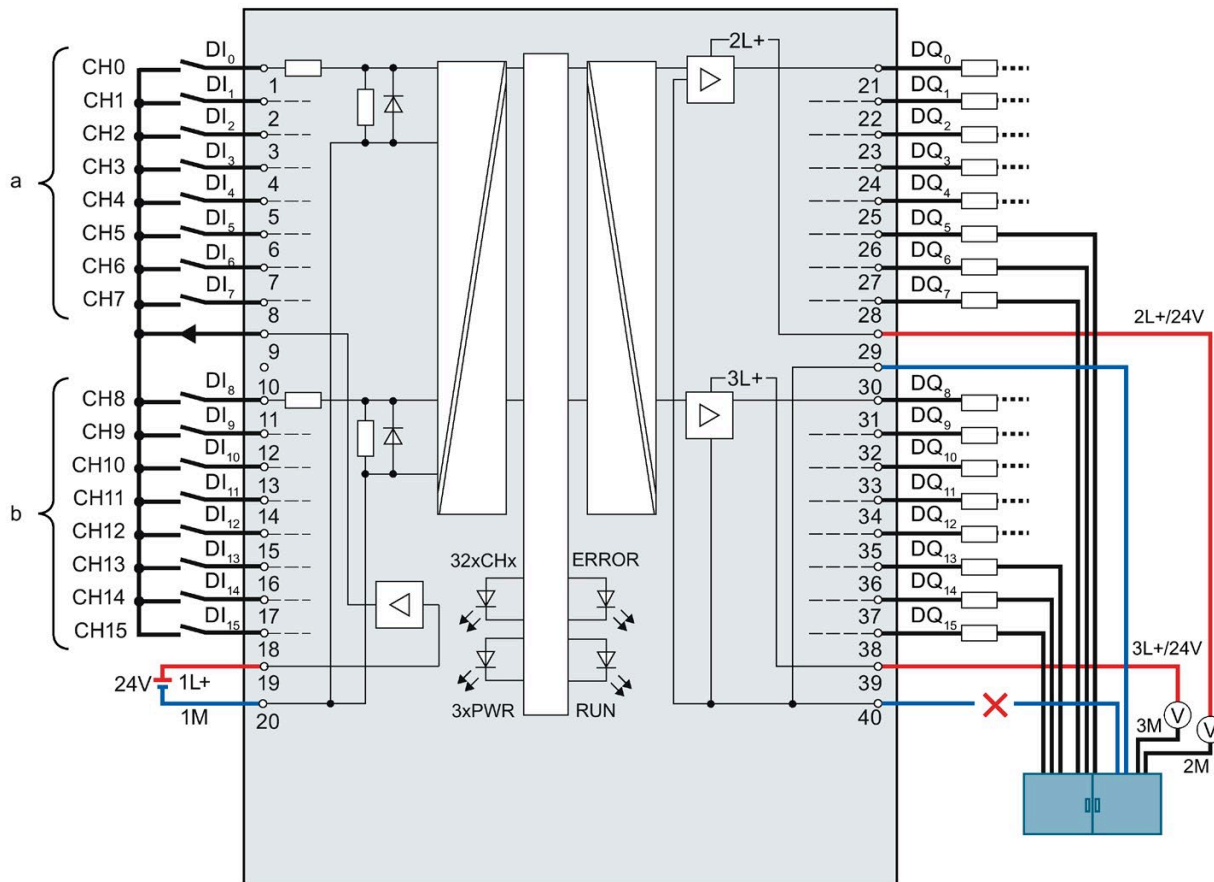 CH0 DI0 1
CH1 DI1 2
CH2 DI2 3
CH3 DI3 4
CH4 DI4 5
CH5 DI5 6
CH6 DI6 7
CH7 DI7 8
a
9
CH8 DI8 10
CH9 DI9 11
CH10 DI10 12
CH11 DI11 13
CH12 DI12 14
CH13 DI13 15
CH14 DI14 16
CH15 DI15 17
b
18
24V 1L+ 19
1M 20
2L+
3L+
32xCHx ERROR
3xPWR RUN
DQ0 21
DQ1 22
DQ2 23
DQ3 24
DQ4 25
DQ5 26
DQ6 27
DQ7 28
2L+/24V
29
DQ8 30
DQ9 31
DQ10 32
DQ11 33
DQ12 34
DQ13 35
DQ14 36
DQ15 37
38
3L+/24V
39
40
V
V
3M
2M